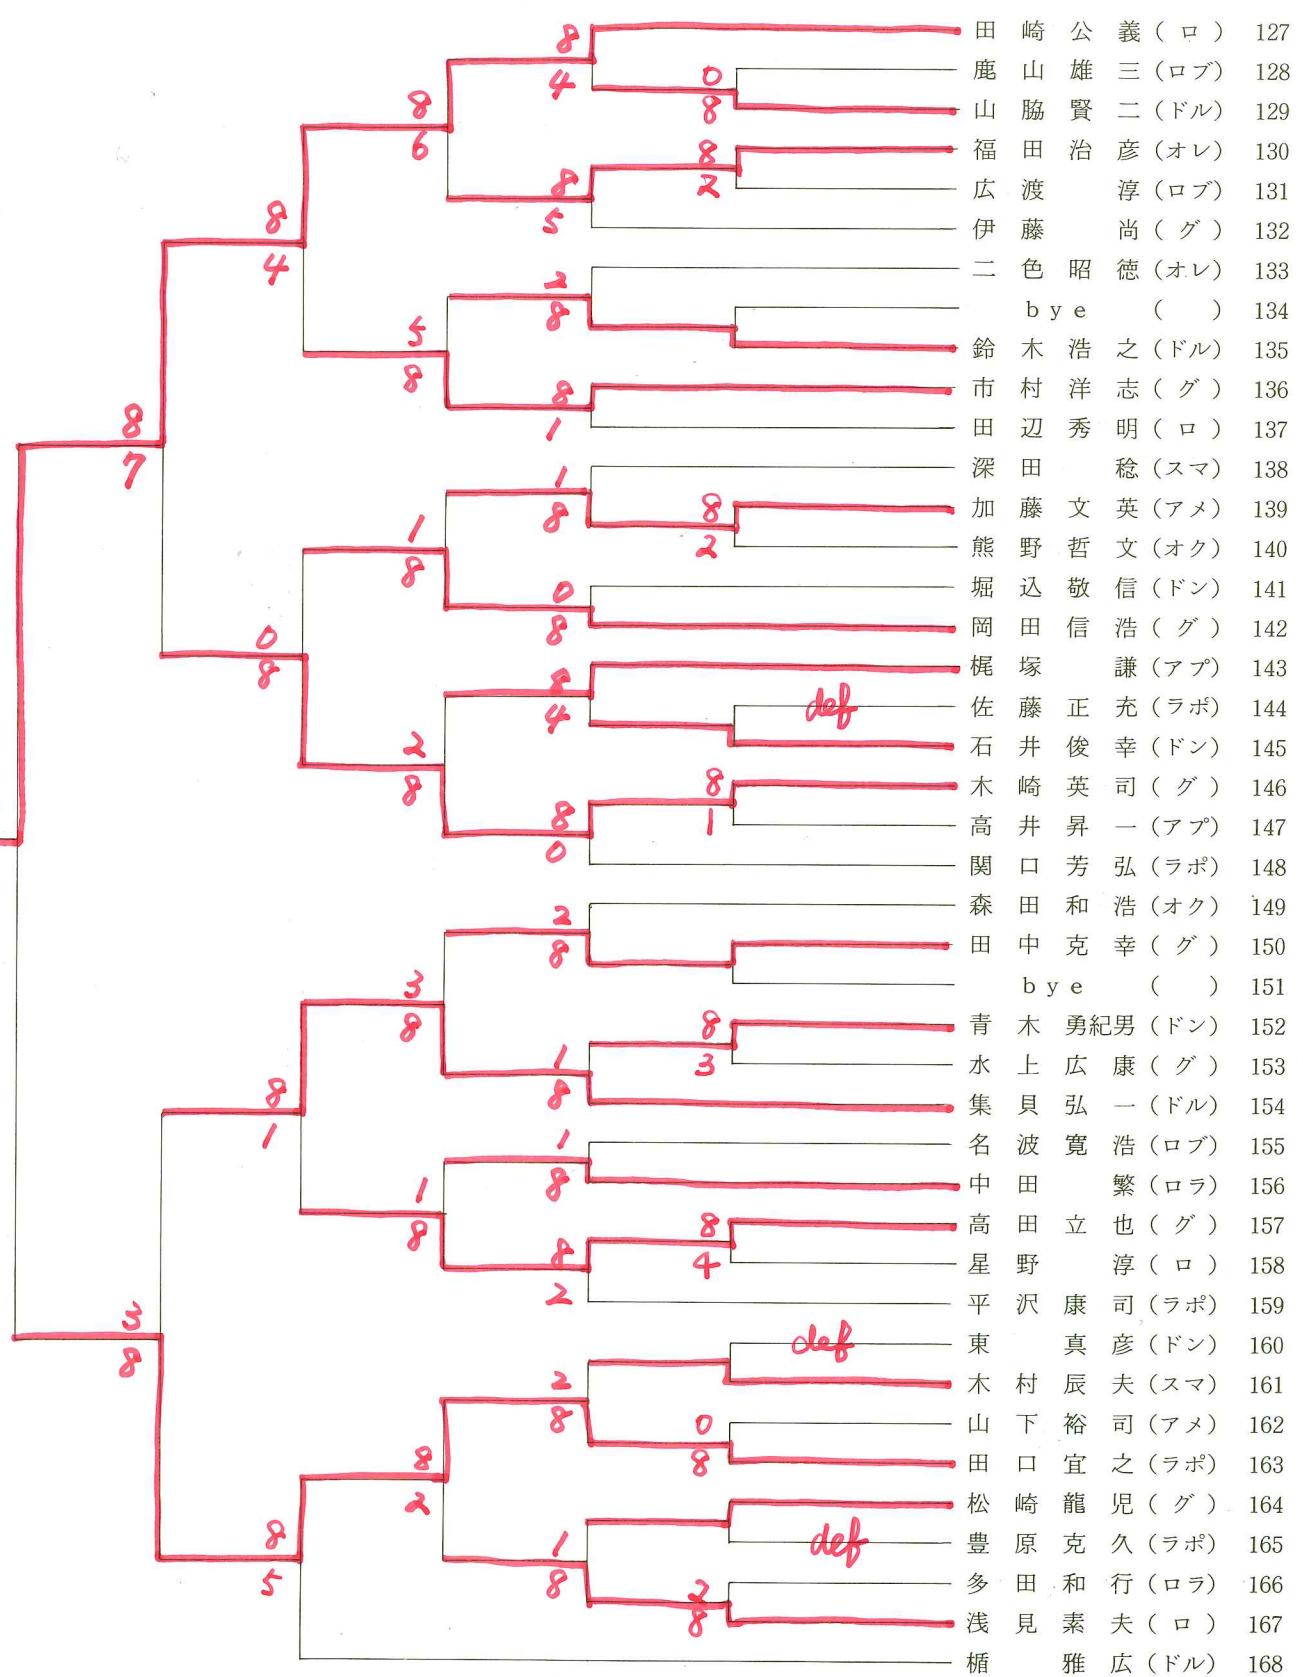 田崎公義（ロ） 127
8
鹿山雄三（ロブ） 128
0
4
山脇賢二（ドル） 129
8
8
福田治彦（オレ） 130
8
6
広渡 淳（ロブ） 131
8
2
伊藤 尚（グ） 132
8
5
二色昭徳（オレ） 133
4
2
bye （ ） 134
8
5
鈴木浩之（ドル） 135
8
市村洋志（グ） 136
8
8
田辺秀明（ロ） 137
1
7
深田 稔（スマ） 138
1
加藤文英（アメ） 139
8
8
1
熊野哲文（オク） 140
2
8
堀込敬信（ドン） 141
0
岡田信浩（グ） 142
8
0
梶塚 謙（アプ） 143
8
8
佐藤正充（ラポ） 144
def
4
石井俊幸（ドン） 145
2
木崎英司（グ） 146
8
8
高井昇一（アプ） 147
8
1
関口芳弘（ラポ） 148
0
森田和浩（オク） 149
2
田中克幸（グ） 150
8
bye （ ） 151
3
青木勇紀男（ドン） 152
8
8
水上広康（グ） 153
1
3
集貝弘一（ドル） 154
8
8
名波寛浩（ロブ） 155
1
1
中田 繁（ロラ） 156
8
1
高田立也（グ） 157
8
8
星野 淳（ロ） 158
8
4
平沢康司（ラポ） 159
2
東 真彦（ドン） 160
def
3
木村辰夫（スマ） 161
2
8
山下裕司（アメ） 162
0
8
田口宜之（ラポ） 163
8
8
松崎龍児（グ） 164
2
豊原克久（ラポ） 165
def
8
1
多田和行（ロラ） 166
2
8
5
浅見素夫（ロ） 167
8
楯 雅広（ドル） 168